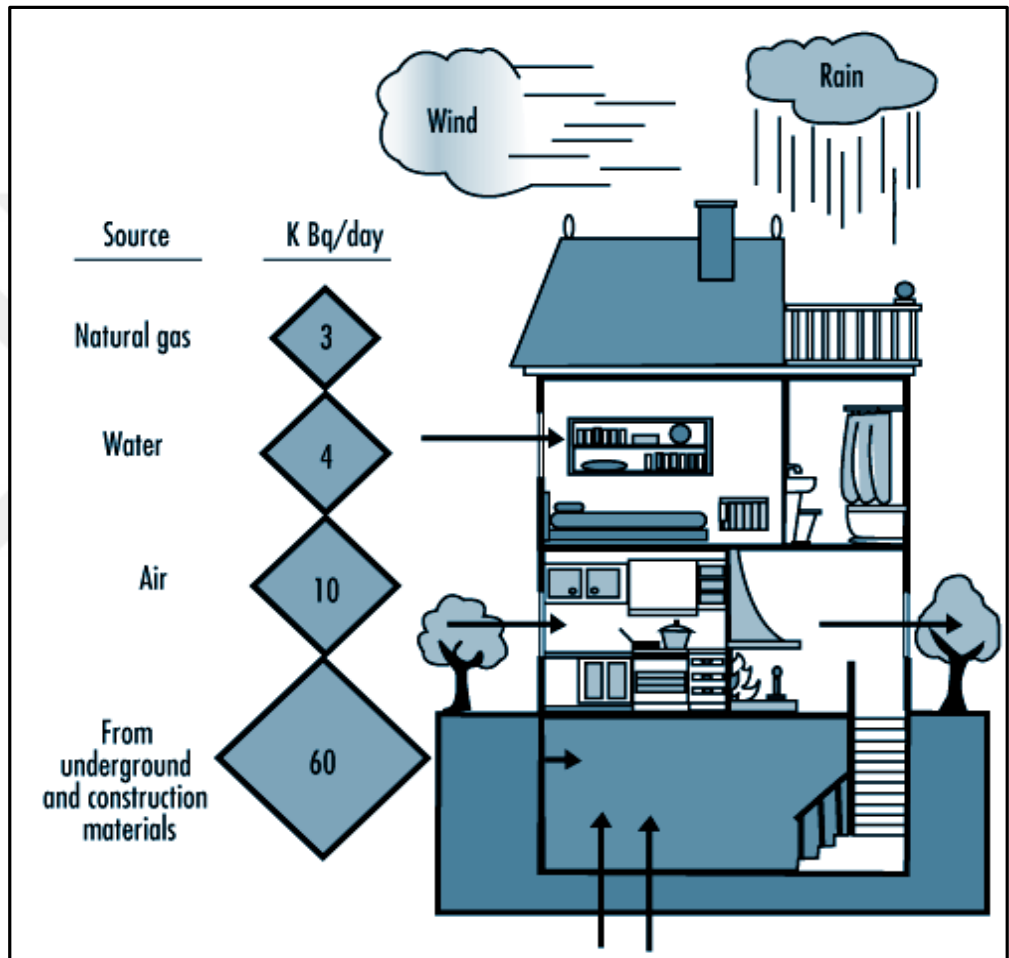 Wind
Rain
Source
K Bq/day
Natural gas
3
Water
4
Air
10
From
underground
and construction
materials
60